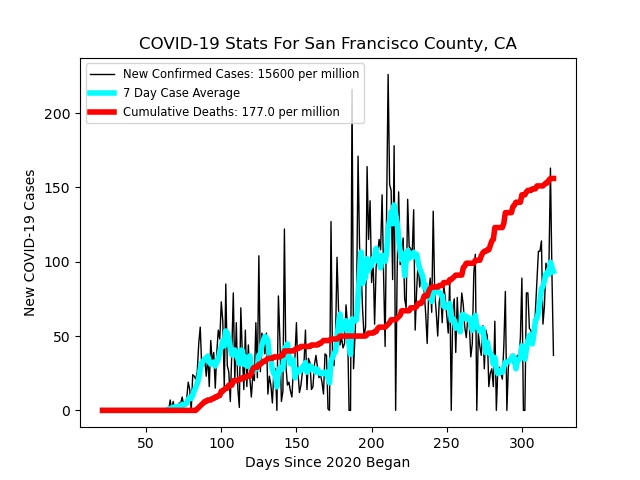 COVID-19 Stats For San Francisco County, CA
New Confirmed Cases: 15600 per million
7 Day Case Average
Cumulative Deaths: 177.0 per million
New COVID-19 Cases
200
150
100
50
0
50 100 150 200 250 300
Days Since 2020 Began